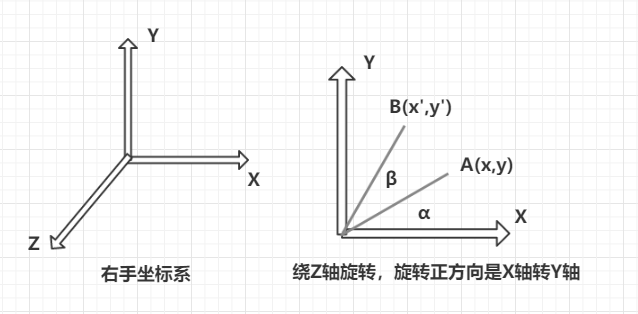 Y
X
Z
右手坐标系
Y
B(x',y')
A(x,y)
β
α
X
绕Z轴旋转，旋转正方向是X轴转Y轴